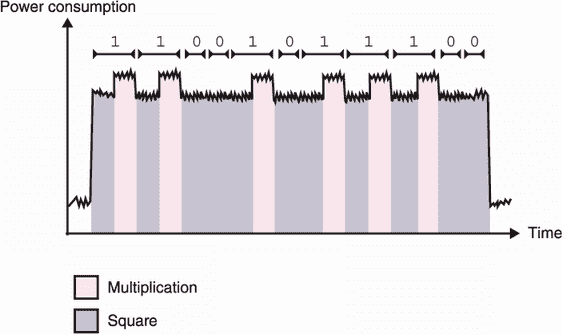 Power consumption
1 1 0 0 1 0 1 1 1 0 0
Time
Multiplication
Square